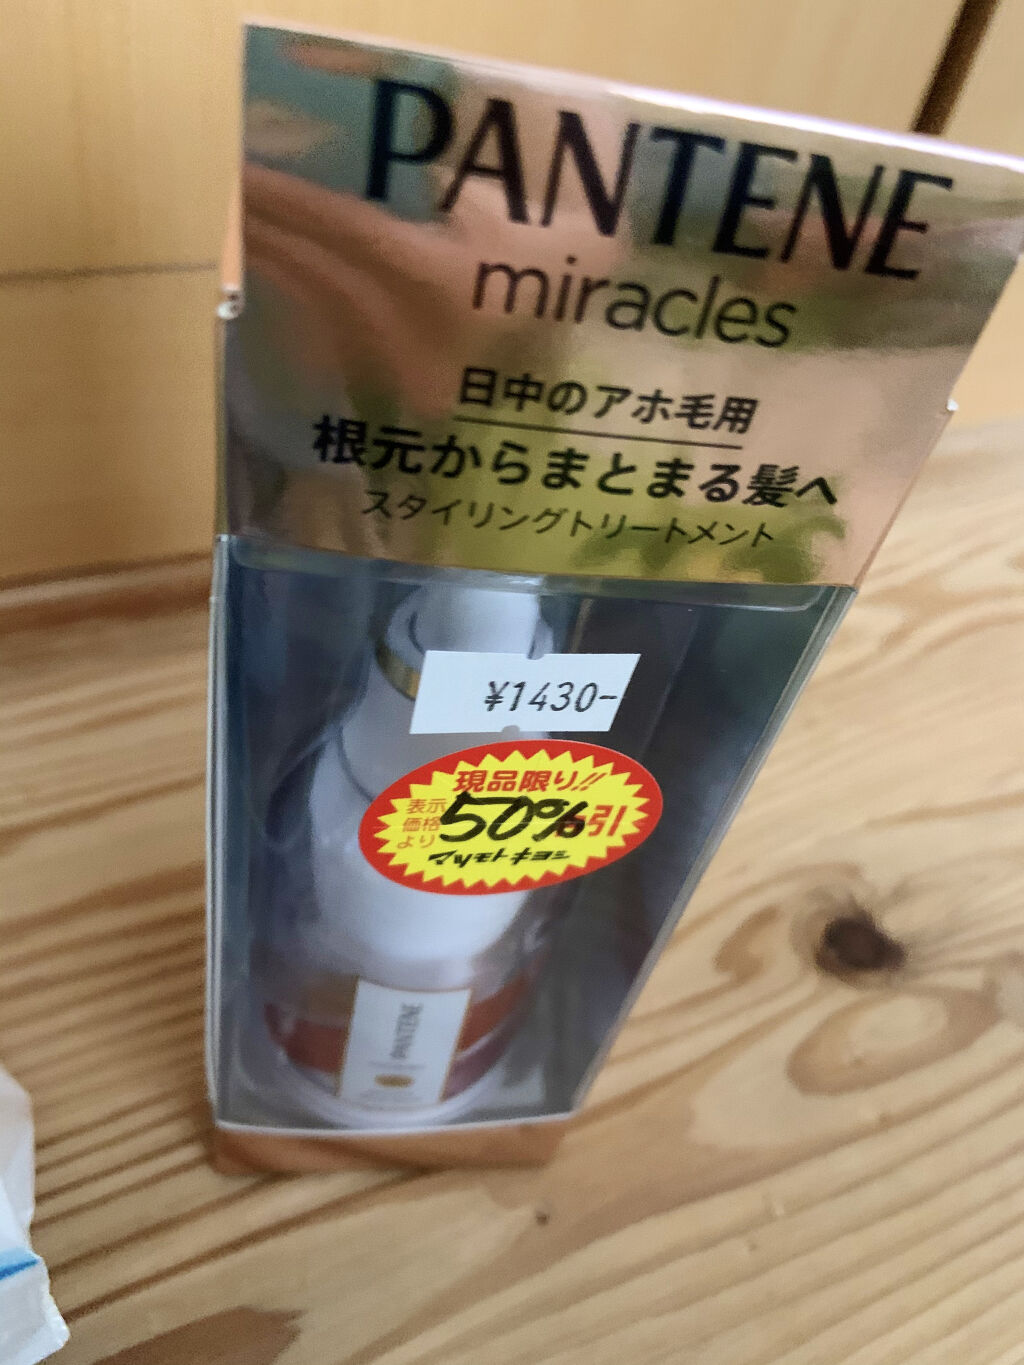 PANTENE
miracles
日中のアホ毛用
根元からまとまる髪へ
スタイリングトリートメント
¥1430-
現品限り!!
表示
価格
より
50%引
マツモトキヨシ
PANTENE